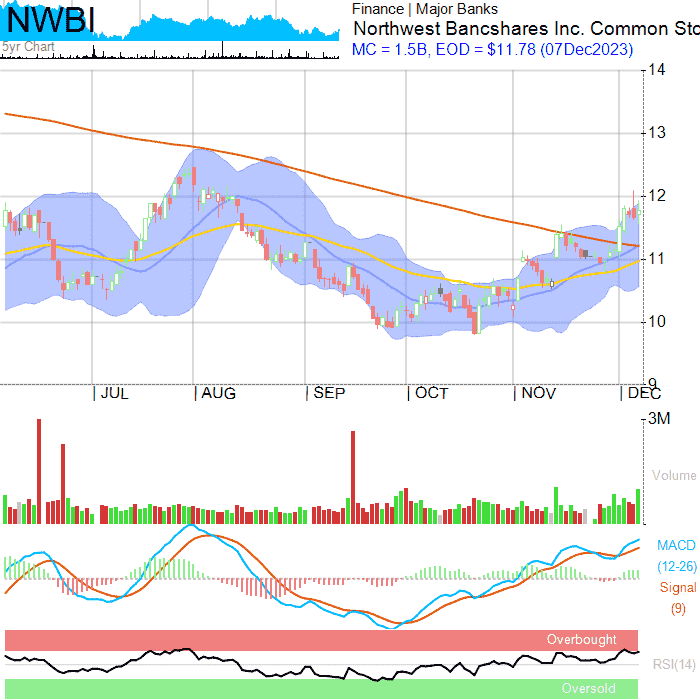 NWBI
5yr Chart
Finance | Major Banks
Northwest Bancshares Inc. Common Sto
MC = 1.5B, EOD = $11.78 (07Dec2023)
14
13
12
11
10
9
| JUL | AUG | SEP | OCT | NOV | DEC
3M
Volume
MACD
(12-26)
Signal
(9)
Overbought
RSI(14)
Oversold